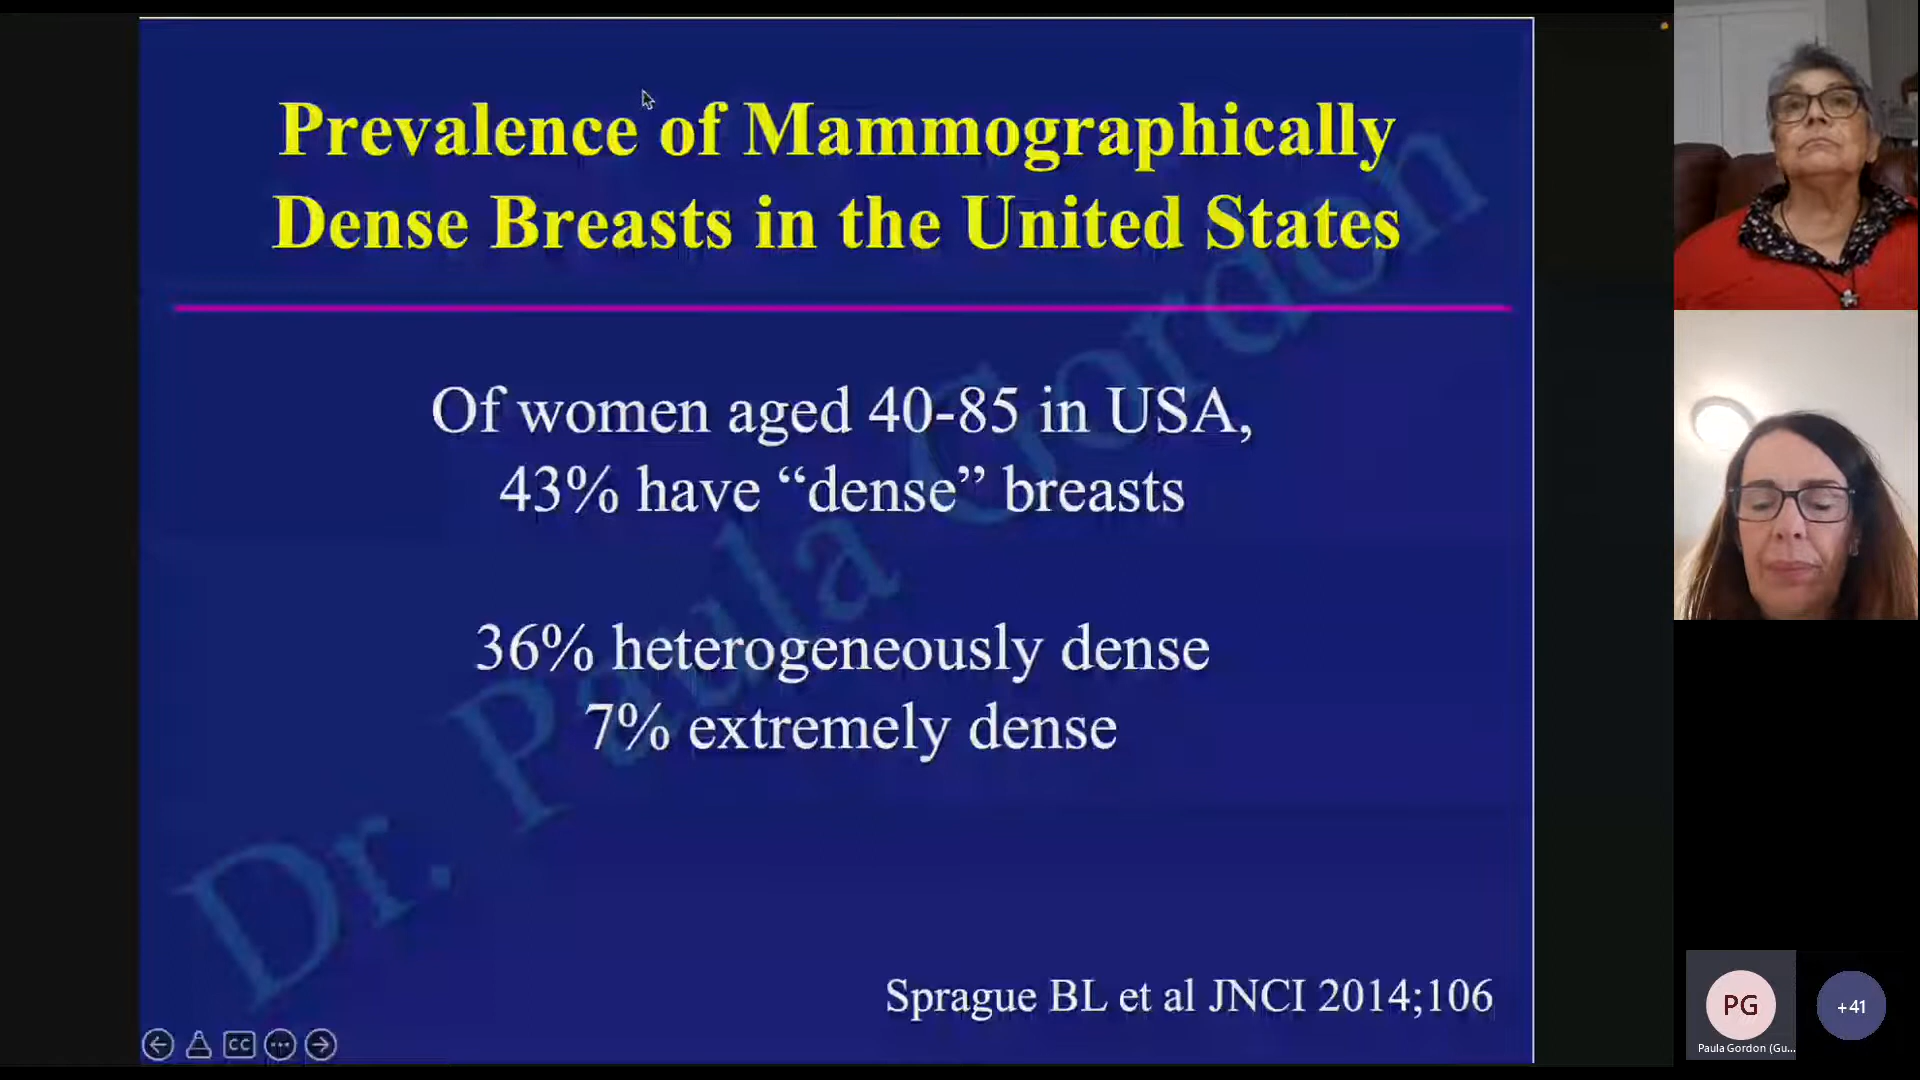 Prevalence of Mammographically
Dense Breasts in the United States
Of women aged 40-85 in USA,
43% have “dense” breasts
36% heterogeneously dense
7% extremely dense
Sprague BL et al JNCI 2014;106
Dr. Paula Gordon
CC
PG
+41
Paula Gordon (Gu...